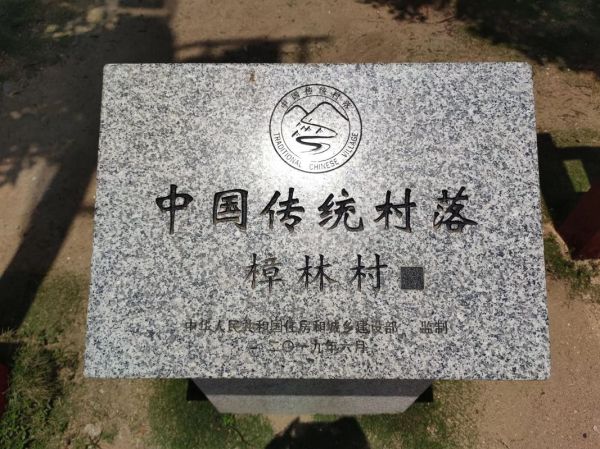 中国传统村落
TRADITIONAL CHINESE VILLAGE
中国传统村落
樟林村
中华人民共和国住房和城乡建设部 监制
二〇一九年六月